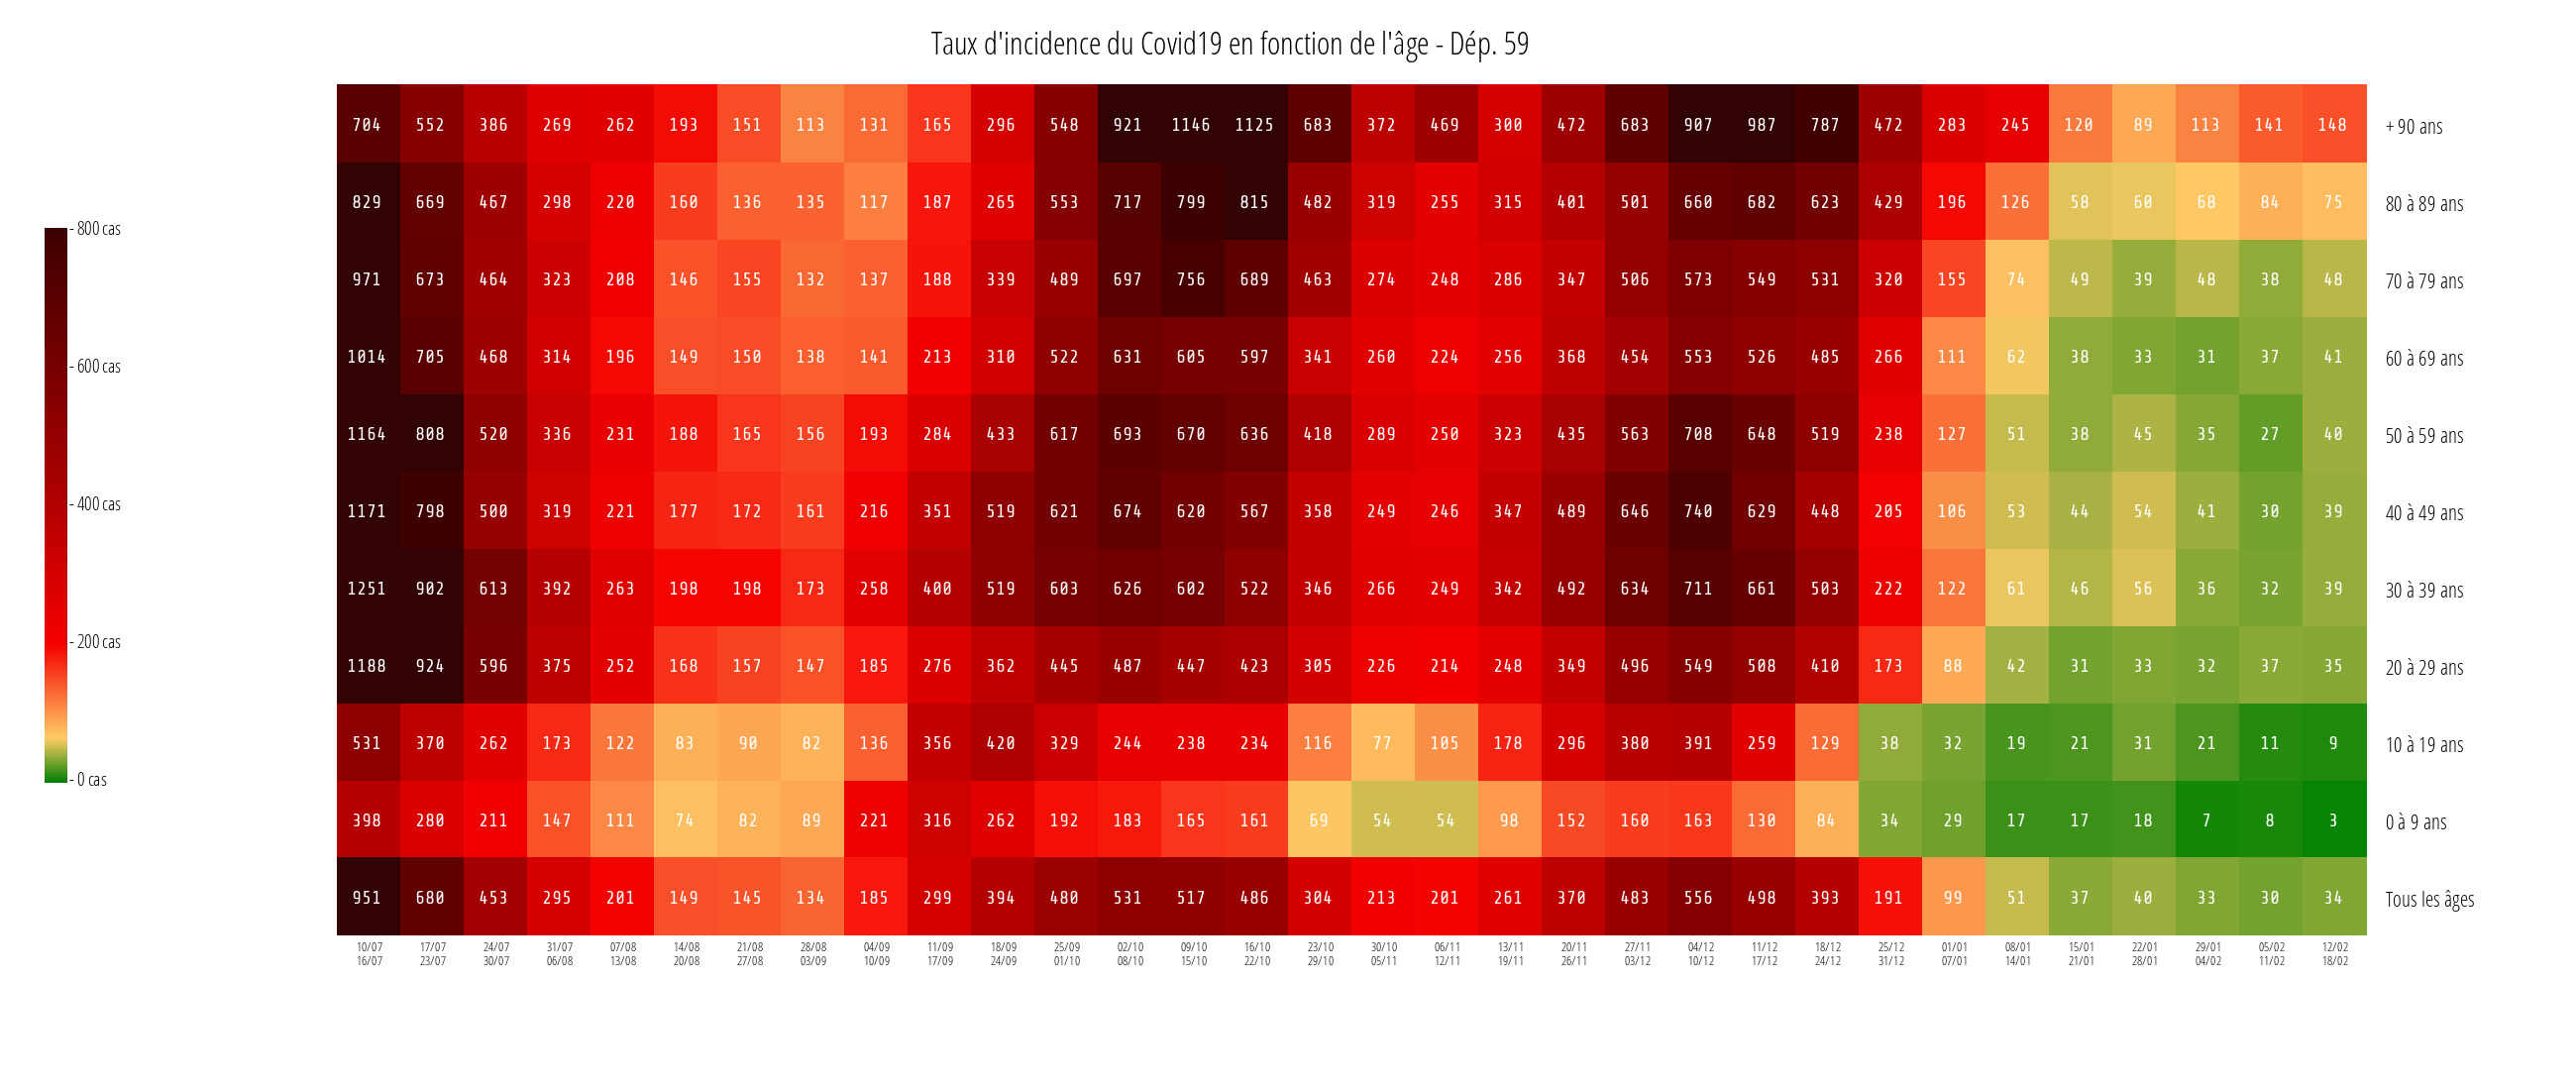 Taux d'incidence du Covid19 en fonction de l'âge - Dép. 59
704 552 386 269 262 193 151 113 131 165 296 548 921 1146 1125 683 372 469 300 472 683 907 987 787 472 283 245 120 89 113 141 148 + 90 ans
829 669 467 298 220 160 136 135 117 187 265 553 717 799 815 482 319 255 315 401 501 660 682 623 429 196 126 58 60 68 84 75 80 à 89 ans
- 800 cas
971 673 464 323 208 146 155 132 137 188 339 489 697 756 689 463 274 248 286 347 506 573 549 531 320 155 74 49 39 48 38 48 70 à 79 ans
1014 705 468 314 196 149 150 138 141 213 310 522 631 605 597 341 260 224 256 368 454 553 526 485 266 111 62 38 33 31 37 41 60 à 69 ans
- 600 cas
1164 808 520 336 231 188 165 156 193 284 433 617 693 670 636 418 289 250 323 435 563 708 648 519 238 127 51 38 45 35 27 40 50 à 59 ans
- 400 cas
1171 798 500 319 221 177 172 161 216 351 519 621 674 620 567 358 249 246 347 489 646 740 629 448 205 106 53 44 54 41 30 39 40 à 49 ans
1251 902 613 392 263 198 198 173 258 400 519 603 626 602 522 346 266 249 342 492 634 711 661 503 222 122 61 46 56 36 32 39 30 à 39 ans
- 200 cas
1188 924 596 375 252 168 157 147 185 276 362 445 487 447 423 305 226 214 248 349 496 549 508 410 173 88 42 31 33 32 37 35 20 à 29 ans
531 370 262 173 122 83 90 82 136 356 420 329 244 238 234 116 77 105 178 296 380 391 259 129 38 32 19 21 31 21 11 9 10 à 19 ans
- 0 cas
398 280 211 147 111 74 82 89 221 316 262 192 183 165 161 69 54 54 98 152 160 163 130 84 34 29 17 17 18 7 8 3 0 à 9 ans
951 680 453 295 201 149 145 134 185 299 394 480 531 517 486 304 213 201 261 370 483 556 498 393 191 99 51 37 40 33 30 34 Tous les âges
10/07 17/07 24/07 31/07 07/08 14/08 21/08 28/08 04/09 11/09 18/09 25/09 02/10 09/10 16/10 23/10 30/10 06/11 13/11 20/11 27/11 04/12 11/12 18/12 25/12 01/01 08/01 15/01 22/01 29/01 05/02 12/02
16/07 23/07 30/07 06/08 13/08 20/08 27/08 03/09 10/09 17/09 24/09 01/10 08/10 15/10 22/10 29/10 05/11 12/11 19/11 26/11 03/12 10/12 17/12 24/12 31/12 07/01 14/01 21/01 28/01 04/02 11/02 18/02